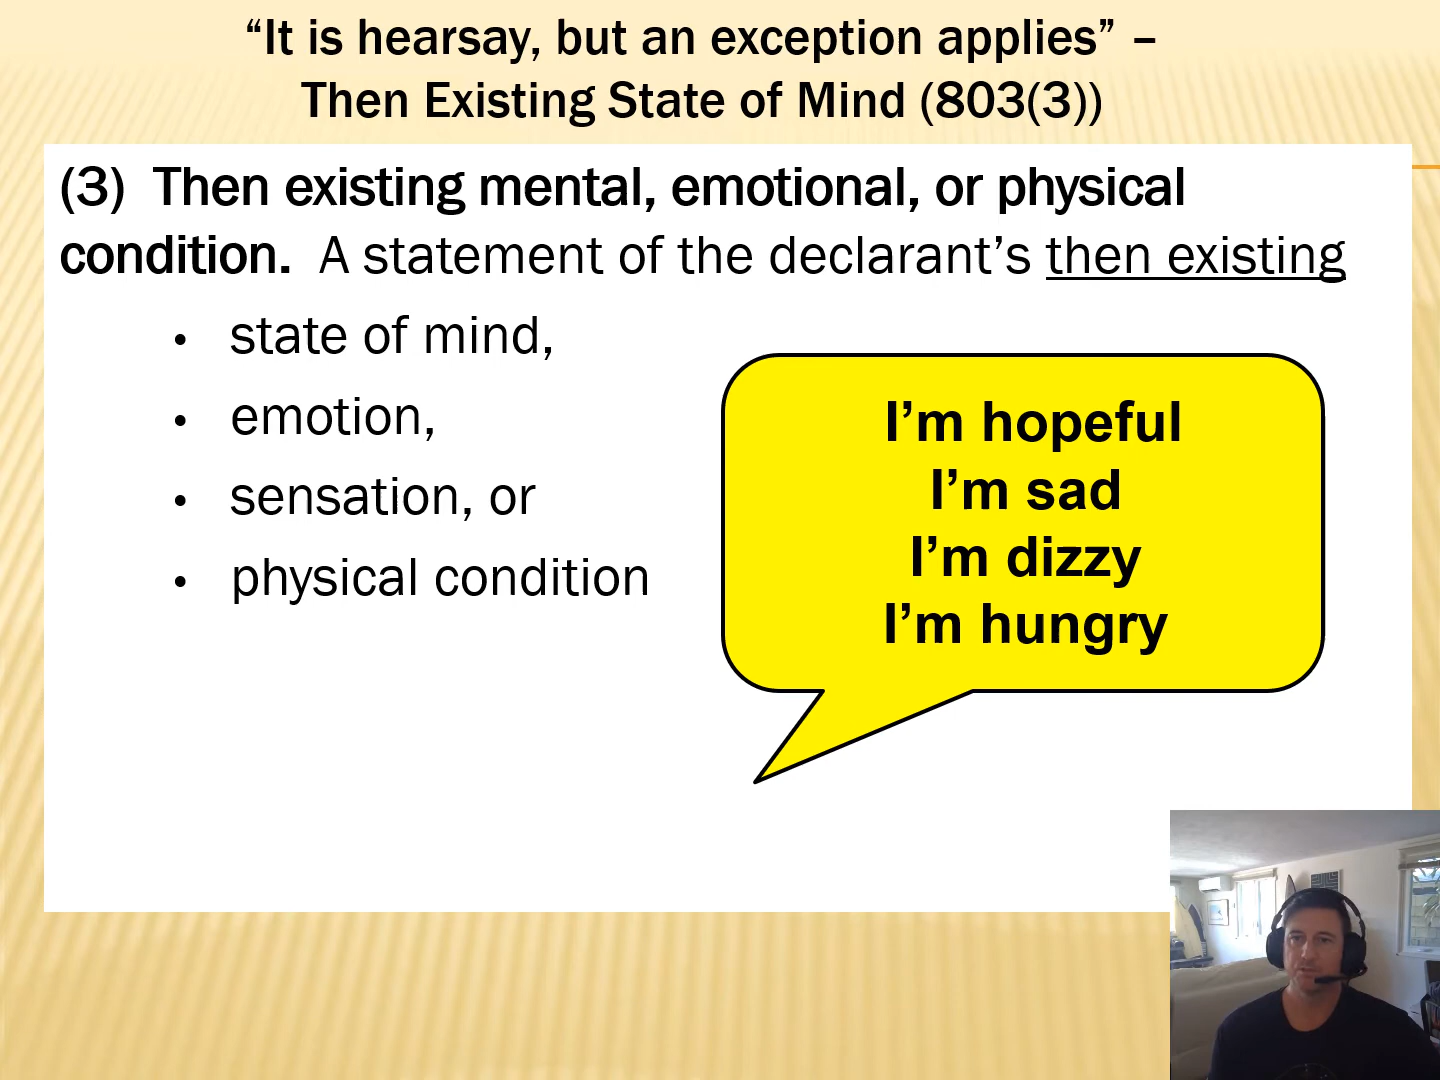 “It is hearsay, but an exception applies” –
Then Existing State of Mind (803(3))
(3) Then existing mental, emotional, or physical
condition. A statement of the declarant’s then existing
• state of mind,
• emotion,
• sensation, or
• physical condition
I’m hopeful
I’m sad
I’m dizzy
I’m hungry